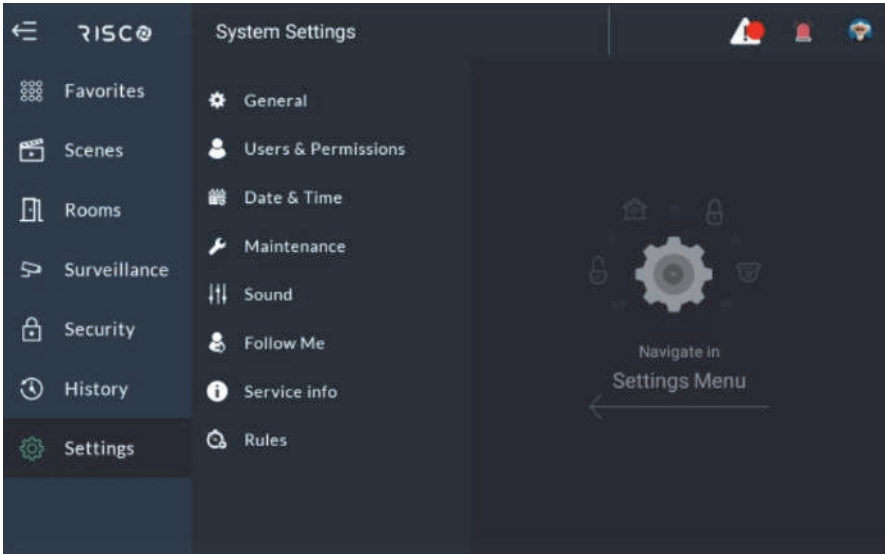 RISCO
System Settings
Favorites
Scenes
Rooms
Surveillance
Security
History
Settings
General
Users & Permissions
Date & Time
Maintenance
Sound
Follow Me
Service info
Rules
Navigate in
Settings Menu